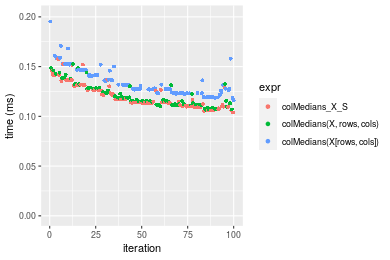 0.20
0.15
0.10
0.05
0.00
time (ms)
0
25
50
75
100
iteration
expr
colMedians_X_S
colMedians(X, rows, cols)
colMedians(X[rows, cols])